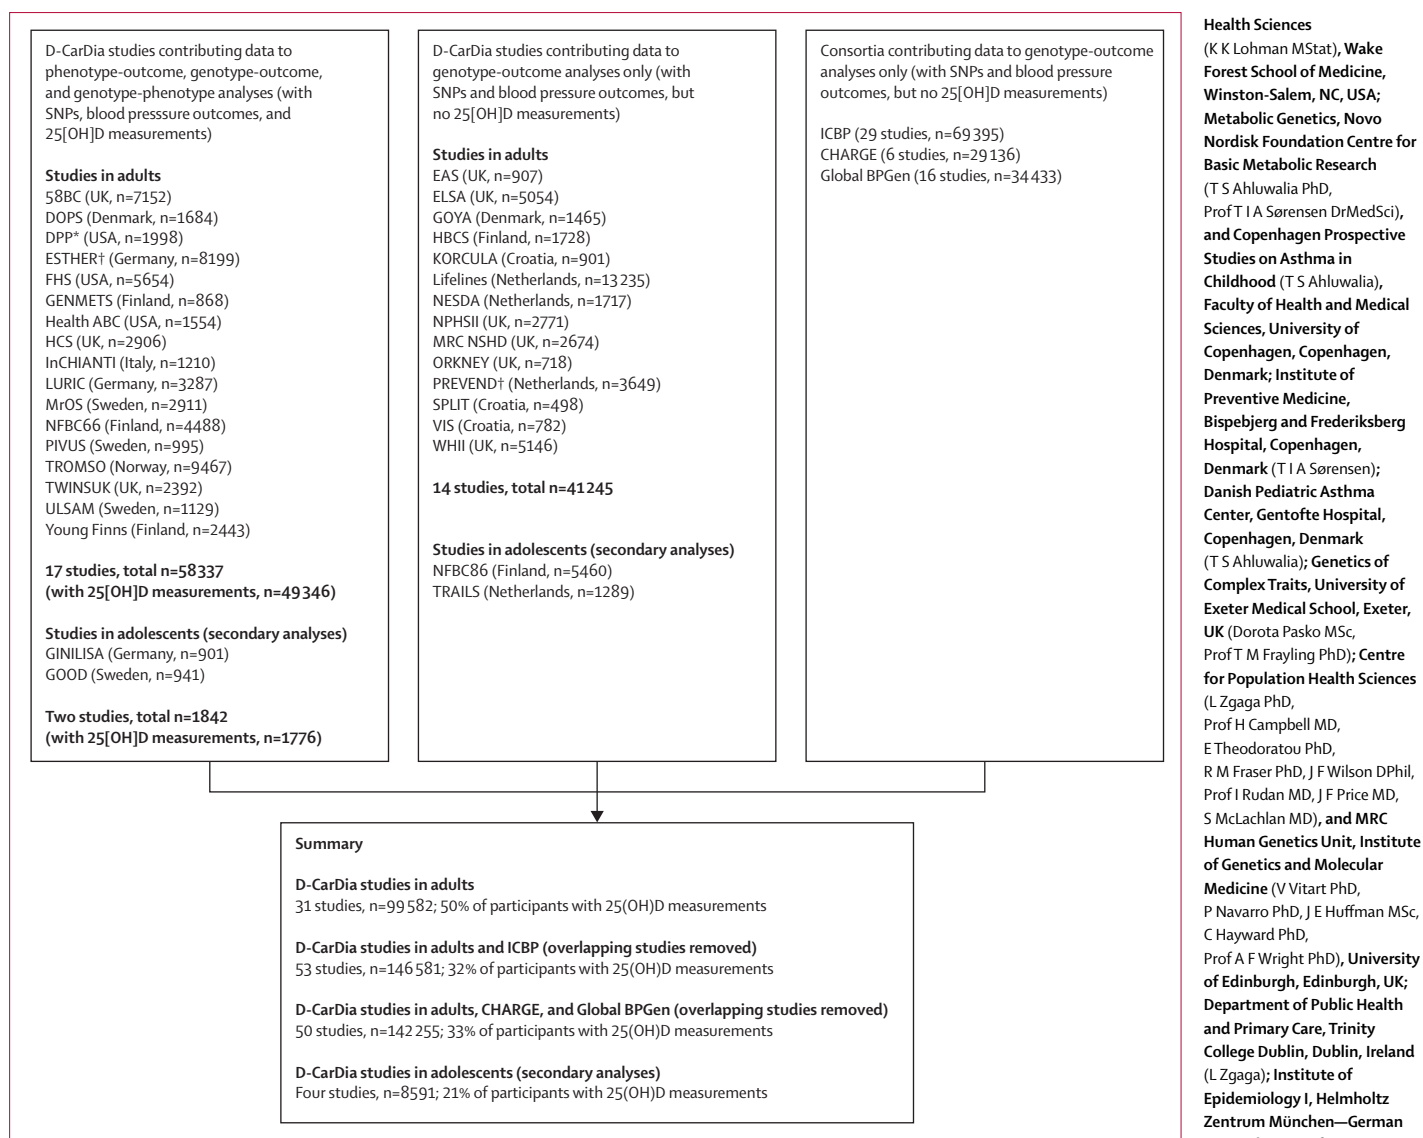 D-CarDia studies contributing data to
phenotype-outcome, genotype-outcome,
and genotype-phenotype analyses (with
SNPs, blood presssure outcomes, and
25[OH]D measurements)
Studies in adults
58BC (UK, n=7152)
DOPS (Denmark, n=1684)
DPP* (USA, n=1998)
ESTHER† (Germany, n=8199)
FHS (USA, n=5654)
GENMETS (Finland, n=868)
Health ABC (USA, n=1554)
HCS (UK, n=2906)
InCHIANTI (Italy, n=1210)
LURIC (Germany, n=3287)
MrOS (Sweden, n=2911)
NFBC66 (Finland, n=4488)
PIVUS (Sweden, n=995)
TROMSO (Norway, n=9467)
TWINSUK (UK, n=2392)
ULSAM (Sweden, n=1129)
Young Finns (Finland, n=2443)
17 studies, total n=58337
(with 25[OH]D measurements, n=49346)
Studies in adolescents (secondary analyses)
GINILISA (Germany, n=901)
GOOD (Sweden, n=941)
Two studies, total n=1842
(with 25[OH]D measurements, n=1776)
D-CarDia studies contributing data to
genotype-outcome analyses only (with
SNPs and blood pressure outcomes, but
no 25[OH]D measurements)
Studies in adults
EAS (UK, n=907)
ELSA (UK, n=5054)
GOYA (Denmark, n=1465)
HBCS (Finland, n=1728)
KORCULA (Croatia, n=901)
Lifelines (Netherlands, n=13235)
NESDA (Netherlands, n=1717)
NPHSII (UK, n=2771)
MRC NSHD (UK, n=2674)
ORKNEY (UK, n=718)
PREVEND† (Netherlands, n=3649)
SPLIT (Croatia, n=498)
VIS (Croatia, n=782)
WHII (UK, n=5146)
14 studies, total n=41245
Studies in adolescents (secondary analyses)
NFBC86 (Finland, n=5460)
TRAILS (Netherlands, n=1289)
Consortia contributing data to genotype-outcome
analyses only (with SNPs and blood pressure
outcomes, but no 25[OH]D measurements)
ICBP (29 studies, n=69395)
CHARGE (6 studies, n=29136)
Global BPGen (16 studies, n=34433)
Summary
D-CarDia studies in adults
31 studies, n=99582; 50% of participants with 25(OH)D measurements
D-CarDia studies in adults and ICBP (overlapping studies removed)
53 studies, n=146581; 32% of participants with 25(OH)D measurements
D-CarDia studies in adults, CHARGE, and Global BPGen (overlapping studies removed)
50 studies, n=142255; 33% of participants with 25(OH)D measurements
D-CarDia studies in adolescents (secondary analyses)
Four studies, n=8591; 21% of participants with 25(OH)D measurements
Health Sciences
(K K Lohman MStat), Wake
Forest School of Medicine,
Winston-Salem, NC, USA;
Metabolic Genetics, Novo
Nordisk Foundation Centre for
Basic Metabolic Research
(T S Ahluwalia PhD,
Prof T I A Sørensen DrMedSci),
and Copenhagen Prospective
Studies on Asthma in
Childhood (T S Ahluwalia),
Faculty of Health and Medical
Sciences, University of
Copenhagen, Copenhagen,
Denmark; Institute of
Preventive Medicine,
Bispebjerg and Frederiksberg
Hospital, Copenhagen,
Denmark (T I A Sørensen);
Danish Pediatric Asthma
Center, Gentofte Hospital,
Copenhagen, Denmark
(T S Ahluwalia); Genetics of
Complex Traits, University of
Exeter Medical School, Exeter,
UK (Dorota Pasko MSc,
Prof T M Frayling PhD); Centre
for Population Health Sciences
(L Zgaga PhD,
Prof H Campbell MD,
E Theodoratou PhD,
R M Fraser PhD, J F Wilson DPhil,
Prof I Rudan MD, J F Price MD,
S McLachlan MD), and MRC
Human Genetics Unit, Institute
of Genetics and Molecular
Medicine (V Vitart PhD,
P Navarro PhD, J E Huffman MSc,
C Hayward PhD,
Prof A F Wright PhD), University
of Edinburgh, Edinburgh, UK;
Department of Public Health
and Primary Care, Trinity
College Dublin, Dublin, Ireland
(L Zgaga); Institute of
Epidemiology I, Helmholtz
Zentrum München—German